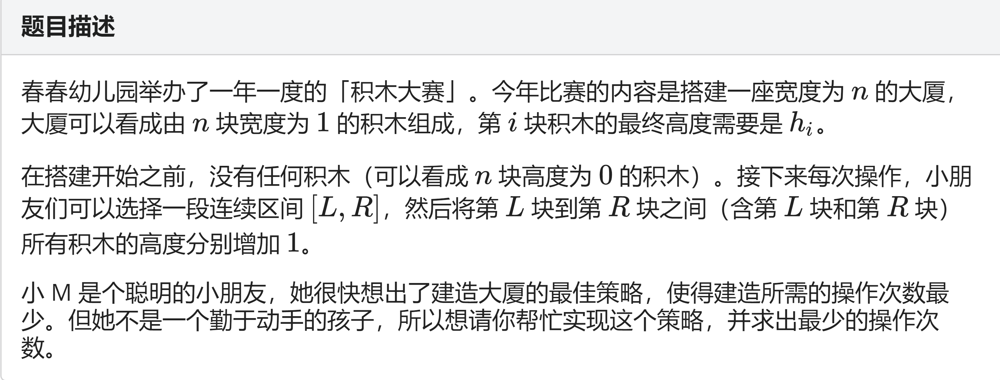 题目描述
春春幼儿园举办了一年一度的「积木大赛」。今年比赛的内容是搭建一座宽度为 n 的大厦，
大厦可以看成由 n 块宽度为 1 的积木组成，第 i 块积木的最终高度需要是 h_i。
在搭建开始之前，没有任何积木（可以看成 n 块高度为 0 的积木）。接下来每次操作，小朋
友们可以选择一段连续区间 [L, R]，然后将第 L 块到第 R 块之间（含第 L 块和第 R 块）
所有积木的高度分别增加 1。
小 M 是个聪明的小朋友，她很快想出了建造大厦的最佳策略，使得建造所需的操作次数最
少。但她不是一个勤于动手的孩子，所以想请你帮忙实现这个策略，并求出最少的操作次
数。